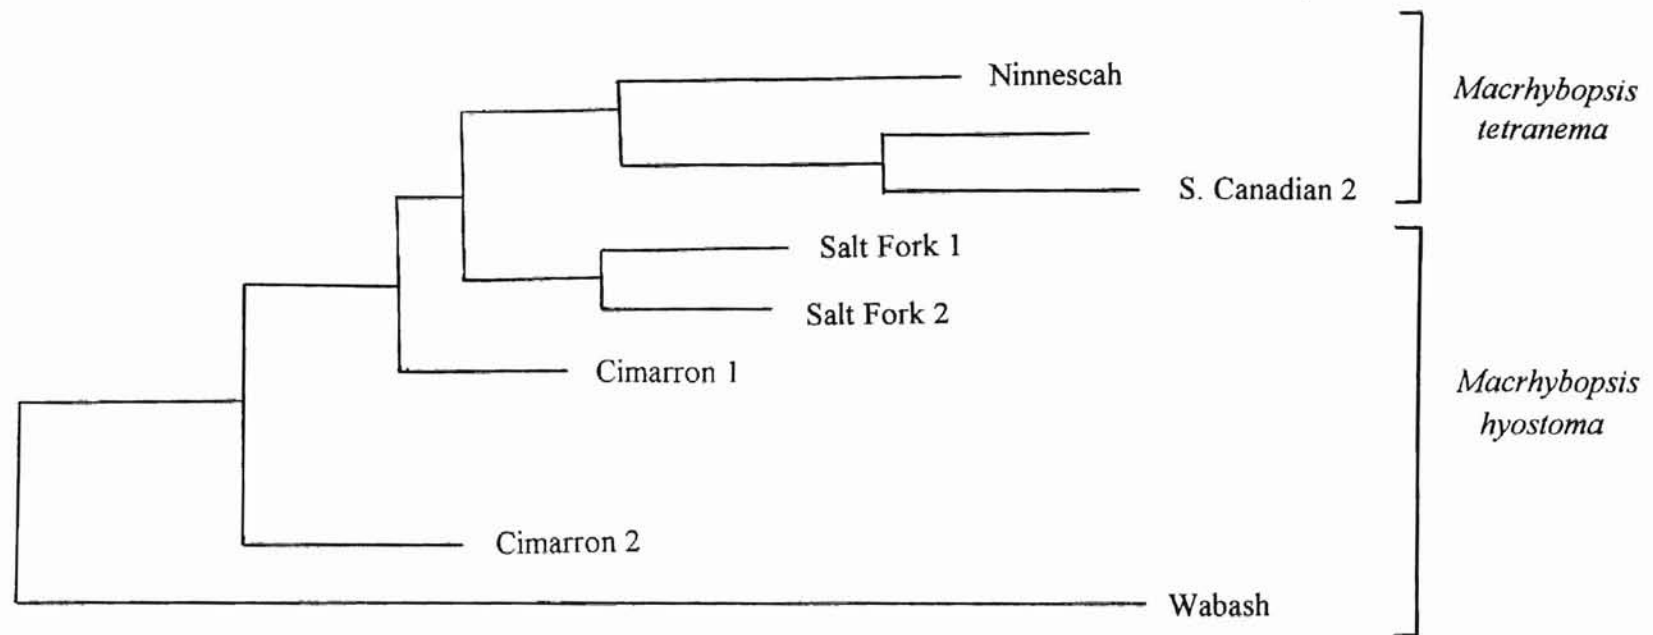 Ninnescah
Macrhybopsis
tetranema
S. Canadian 2
Salt Fork 1
Salt Fork 2
Cimarron 1
Macrhybopsis
hyostoma
Cimarron 2
Wabash